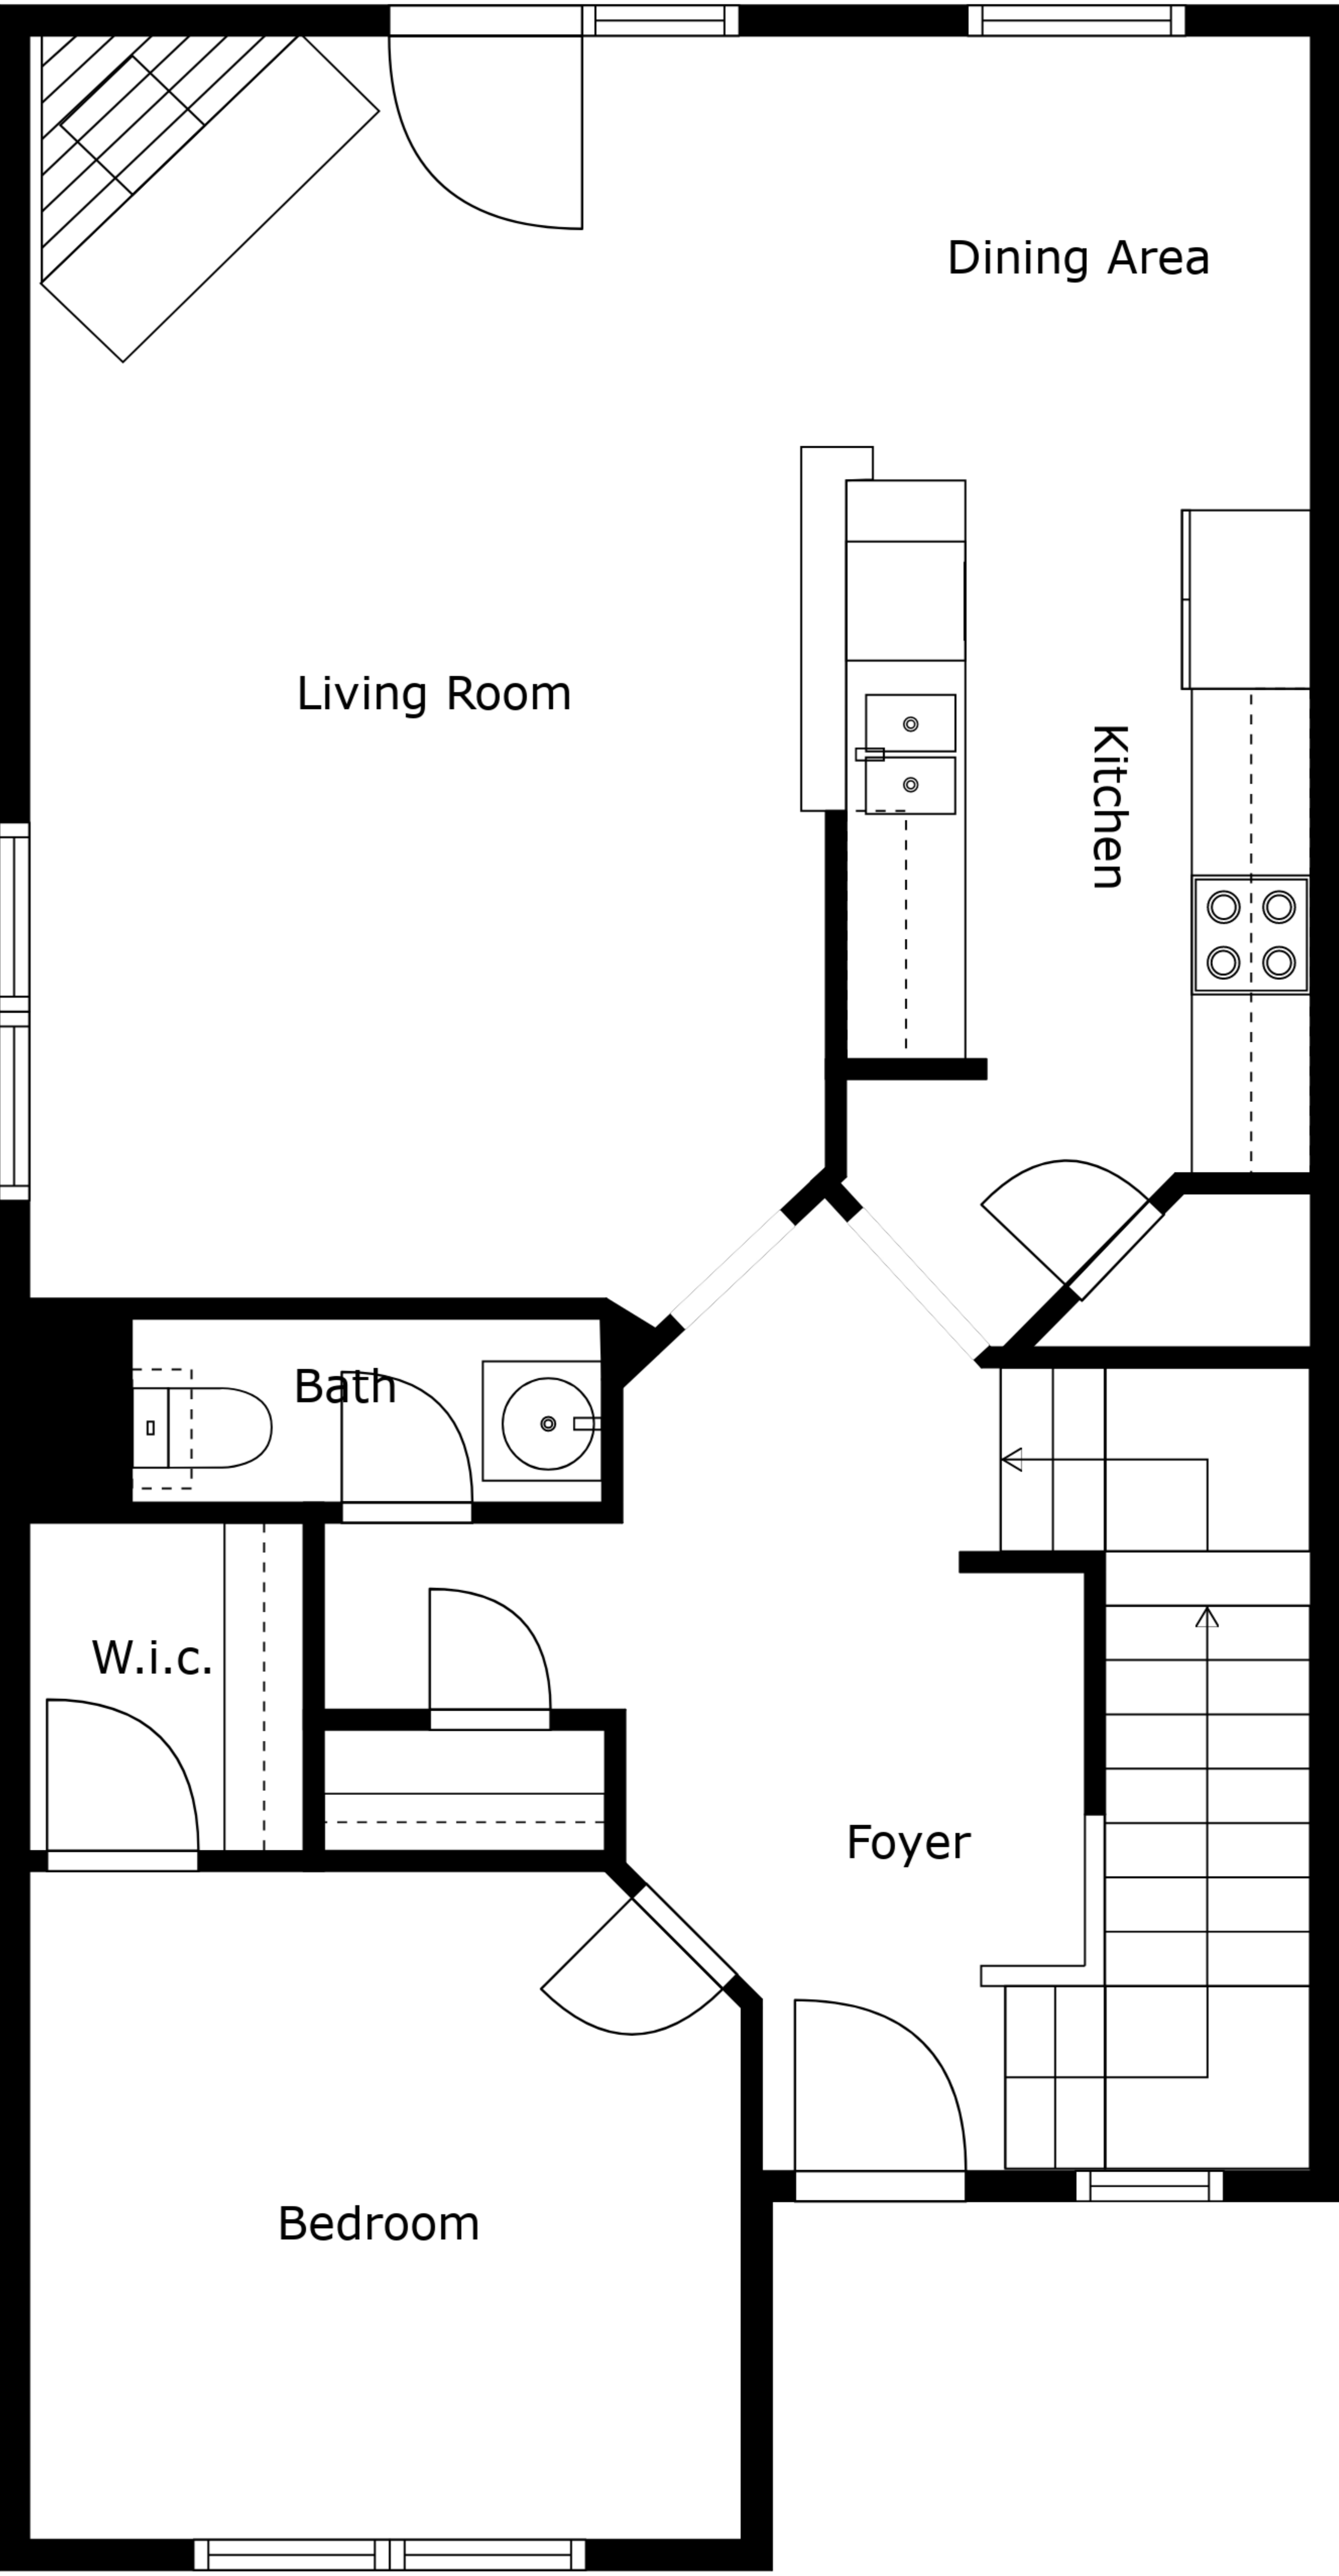 Dining Area
Living Room
Kitchen
Bath
W.i.c.
Foyer
Bedroom